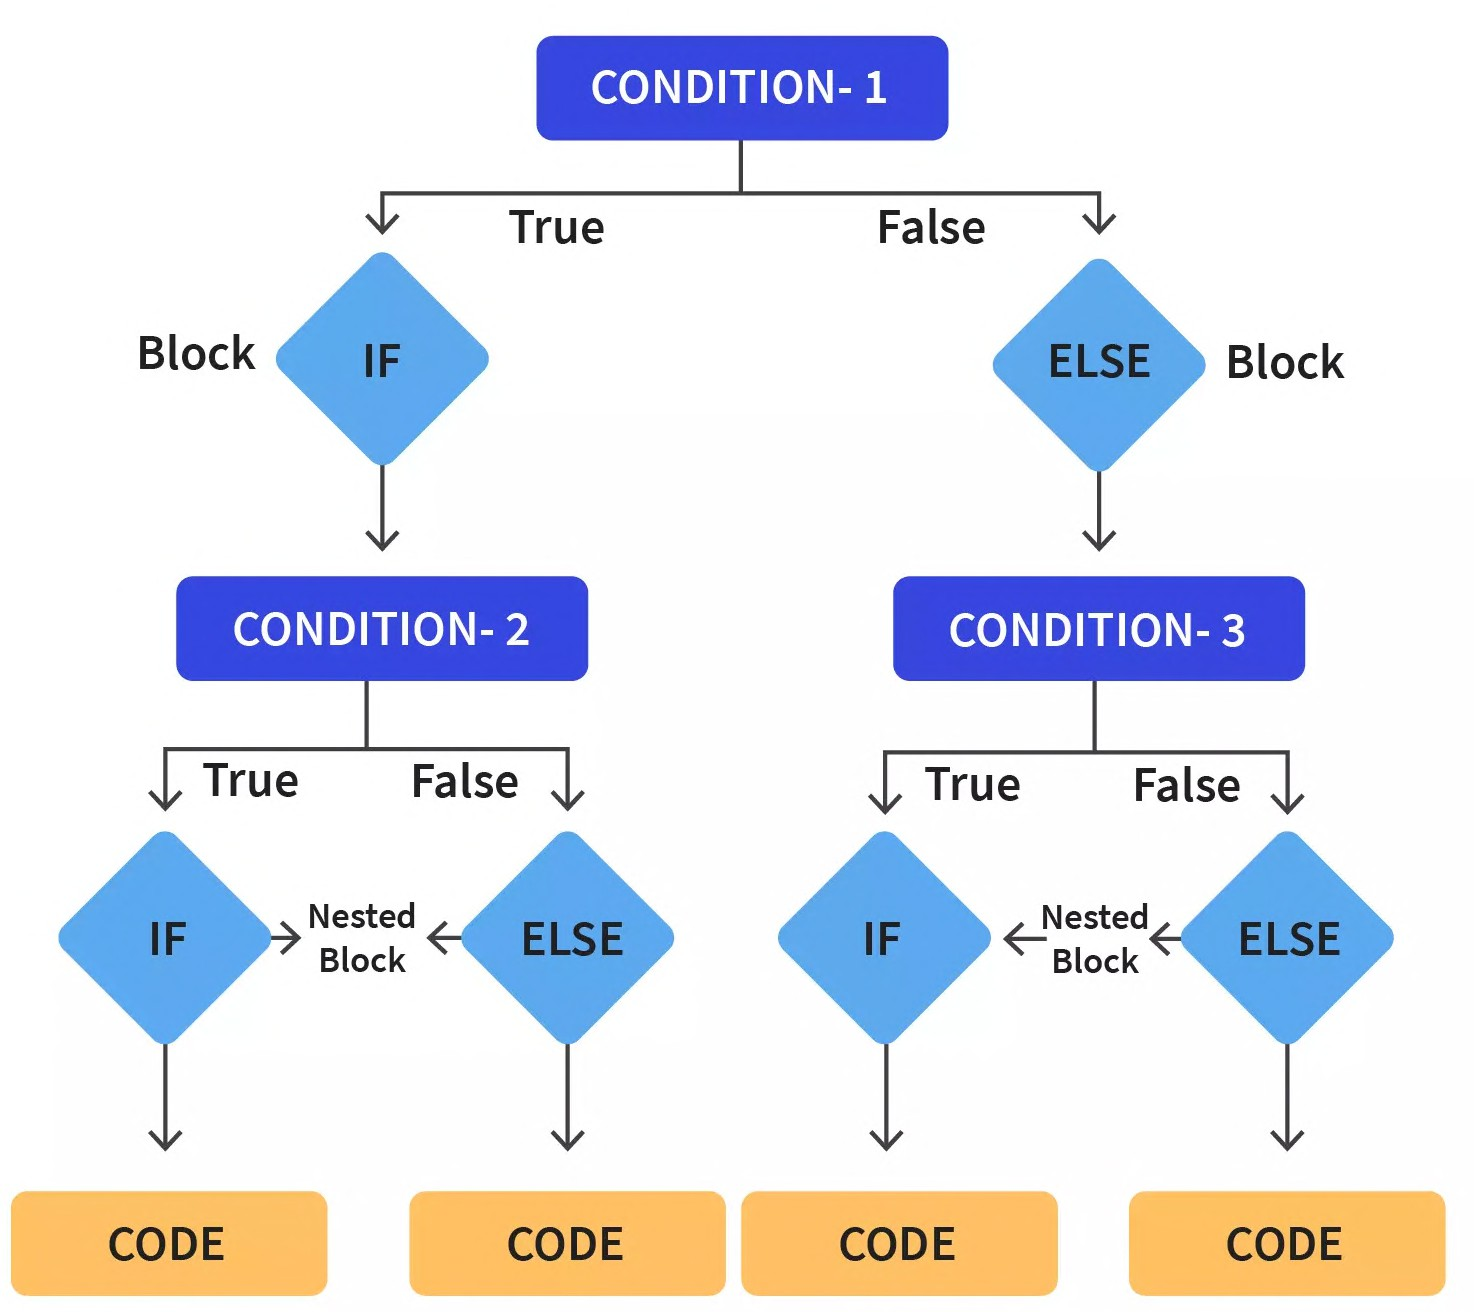 CONDITION- 1
True
False
Block
IF
ELSE
Block
CONDITION- 2
CONDITION- 3
True
False
True
False
IF
Nested
Block
ELSE
IF
Nested
Block
ELSE
CODE
CODE
CODE
CODE